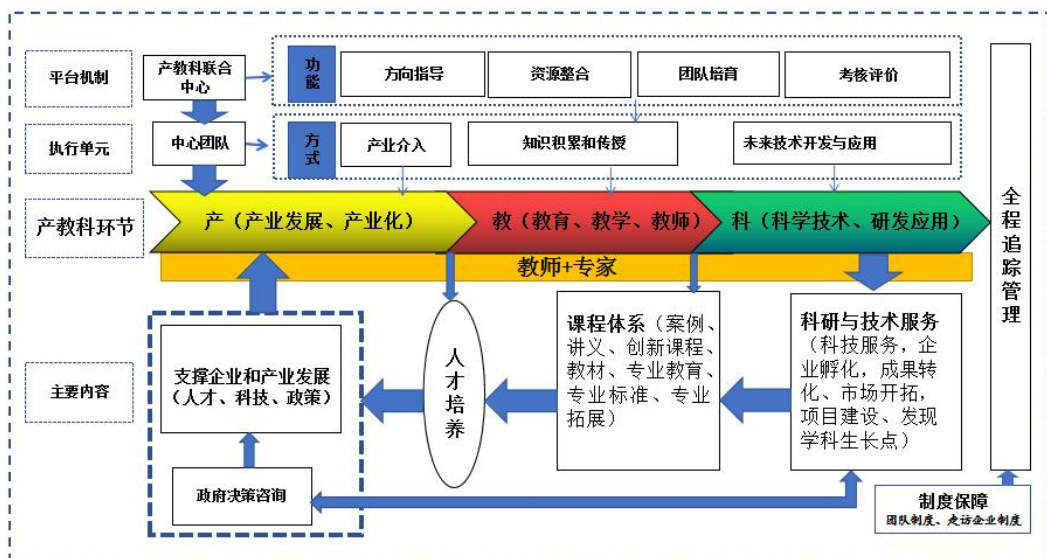 平台机制
产教科联合
中心
功
能
方向指导
资源整合
团队培育
考核评价
执行单元
中心团队
方
式
产业介入
知识积累和传授
未来技术开发与应用
产教科环节
产（产业发展、产业化）
教（教育、教学、教师）
科（科学技术、研发应用）
教师+专家
主要内容
支撑企业和产业发展
（人才、科技、政策）
政府决策咨询
人
才
培
养
课程体系（案例、
讲义、创新课程、
教材、专业教育、
专业标准、专业
拓展）
科研与技术服务
（科技服务，企
业孵化，成果转
化、市场开拓，
项目建设、发现
学科生长点）
全
程
追
踪
管
理
制度保障
团队制度、走访企业制度